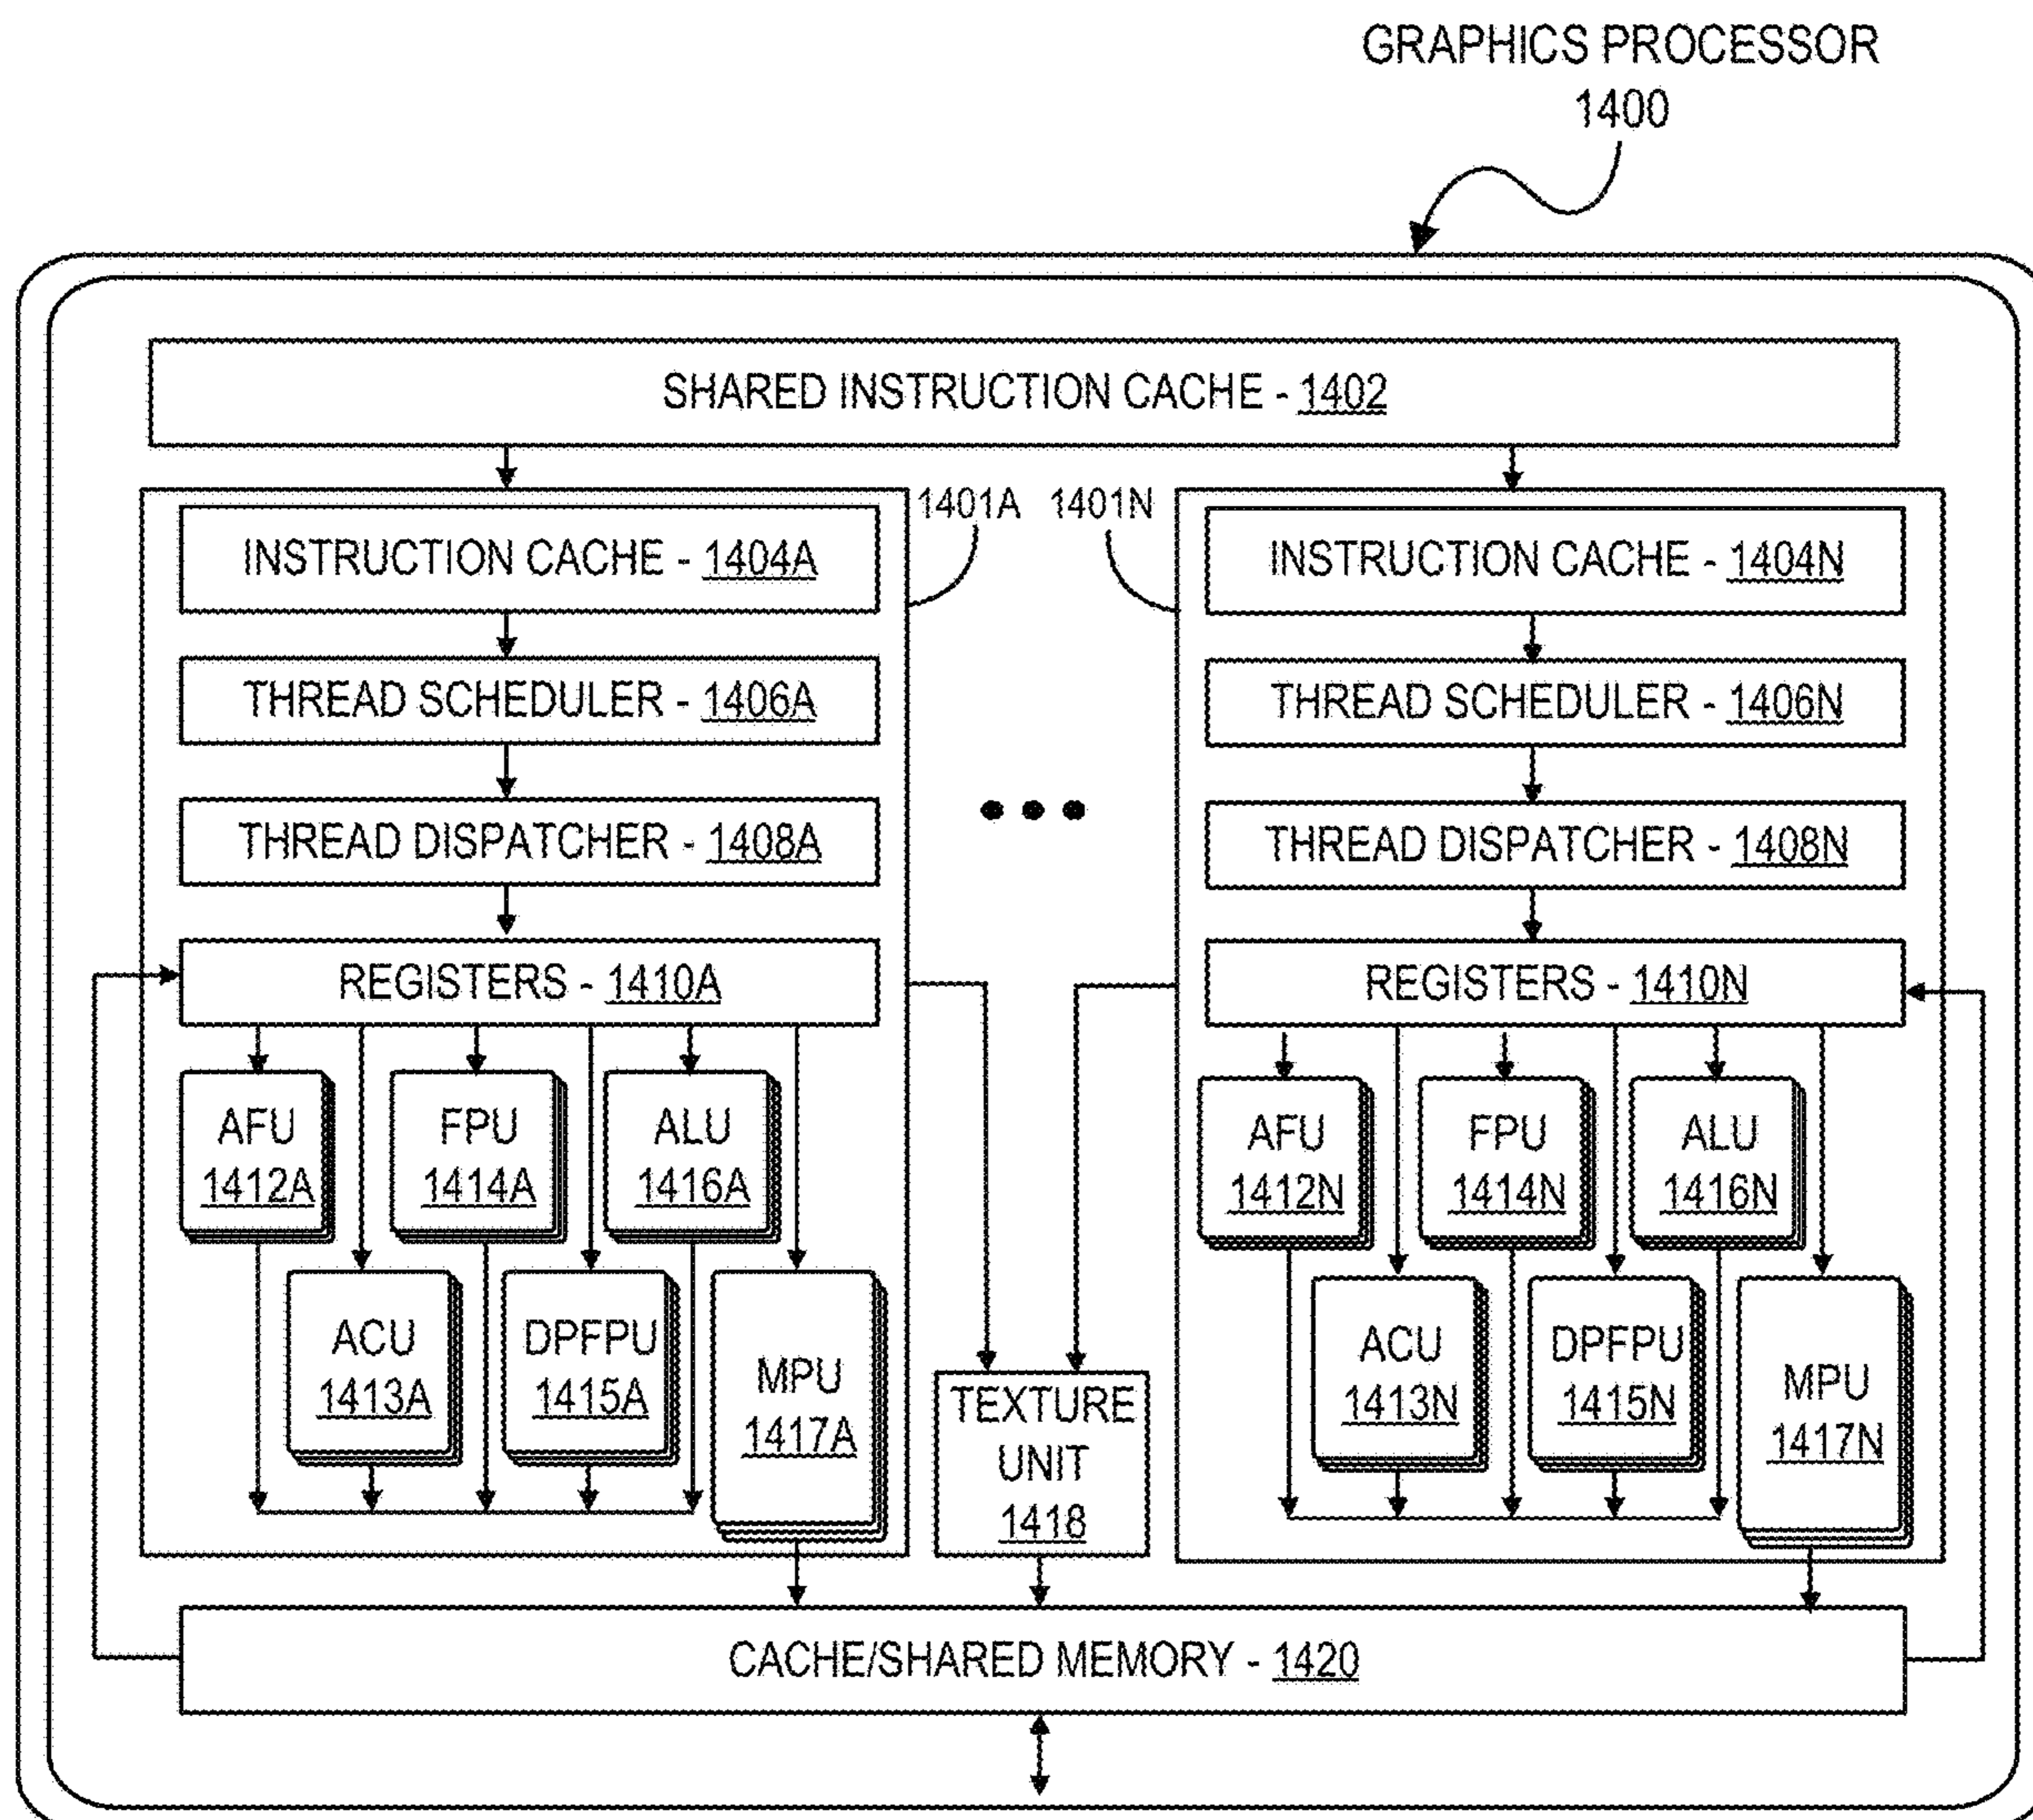 GRAPHICS PROCESSOR
1400
SHARED INSTRUCTION CACHE - 1402
1401A
1401N
INSTRUCTION CACHE - 1404A
THREAD SCHEDULER - 1406A
THREAD DISPATCHER - 1408A
REGISTERS - 1410A
AFU
1412A
FPU
1414A
ALU
1416A
ACU
1413A
DPFPU
1415A
MPU
1417A
TEXTURE
UNIT
1418
INSTRUCTION CACHE - 1404N
THREAD SCHEDULER - 1406N
THREAD DISPATCHER - 1408N
REGISTERS - 1410N
AFU
1412N
FPU
1414N
ALU
1416N
ACU
1413N
DPFPU
1415N
MPU
1417N
CACHE/SHARED MEMORY - 1420